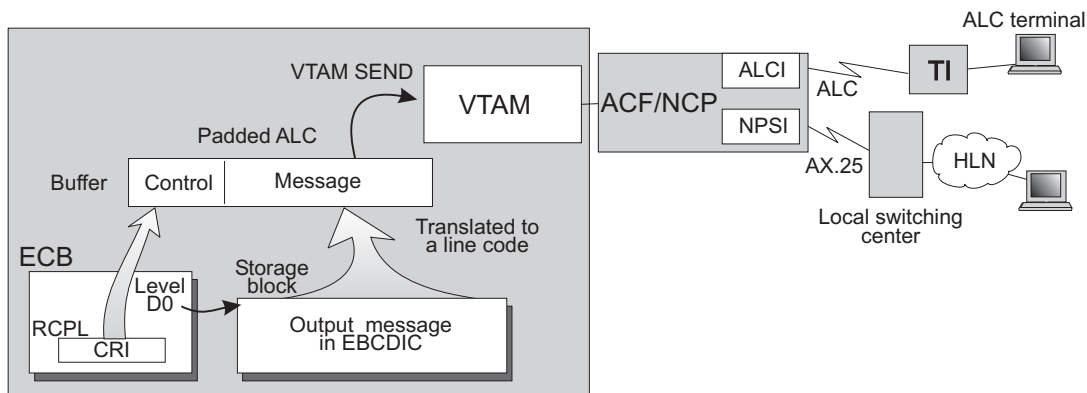 ALC terminal
VTAM SEND
VTAM
ACF/NCP
ALCI
NPSI
ALC
TI
AX.25
HLN
Local switching
center
Padded ALC
Buffer
Control
Message
Translated to
a line code
ECB
Level
D0
Storage
block
RCPL
CRI
Output message
in EBCDIC